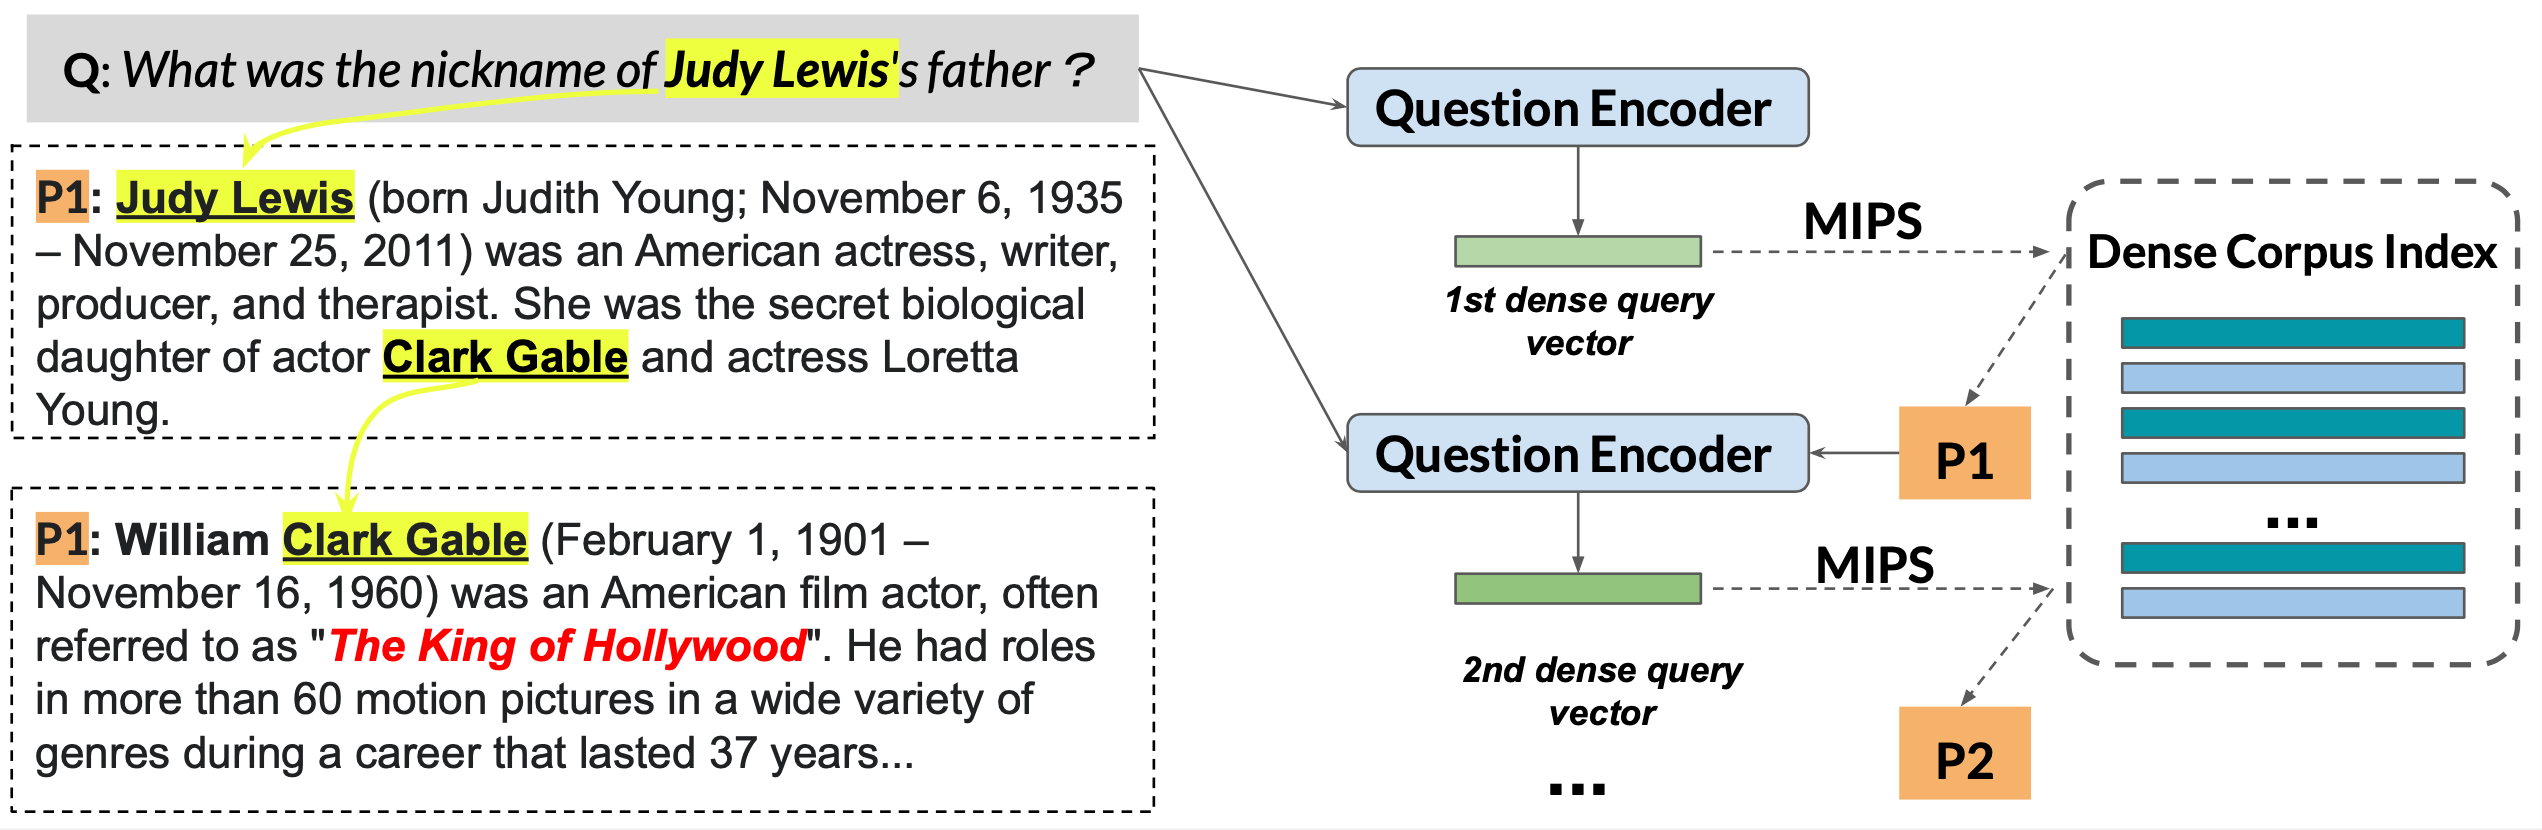 Q: What was the nickname of Judy Lewis's father ?
P1: Judy Lewis (born Judith Young; November 6, 1935
– November 25, 2011) was an American actress, writer,
producer, and therapist. She was the secret biological
daughter of actor Clark Gable and actress Loretta
Young.
P1: William Clark Gable (February 1, 1901 –
November 16, 1960) was an American film actor, often
referred to as "The King of Hollywood". He had roles
in more than 60 motion pictures in a wide variety of
genres during a career that lasted 37 years...
Question Encoder
MIPS
1st dense query
vector
Dense Corpus Index
...
Question Encoder
P1
MIPS
2nd dense query
vector
...
P2